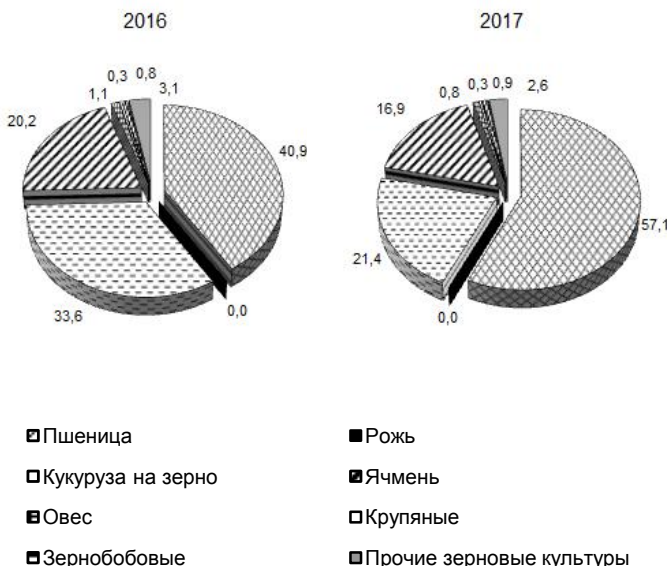 2016 2017
0,3 0,8
1,1 3,1
20,2
40,9
33,6
0,0
0,8 0,3 0,9 2,6
16,9
57,1
21,4
0,0
Пшеница Рожь
Кукуруза на зерно Ячмень
Овес Крупяные
Зернобобовые Прочие зерновые культуры